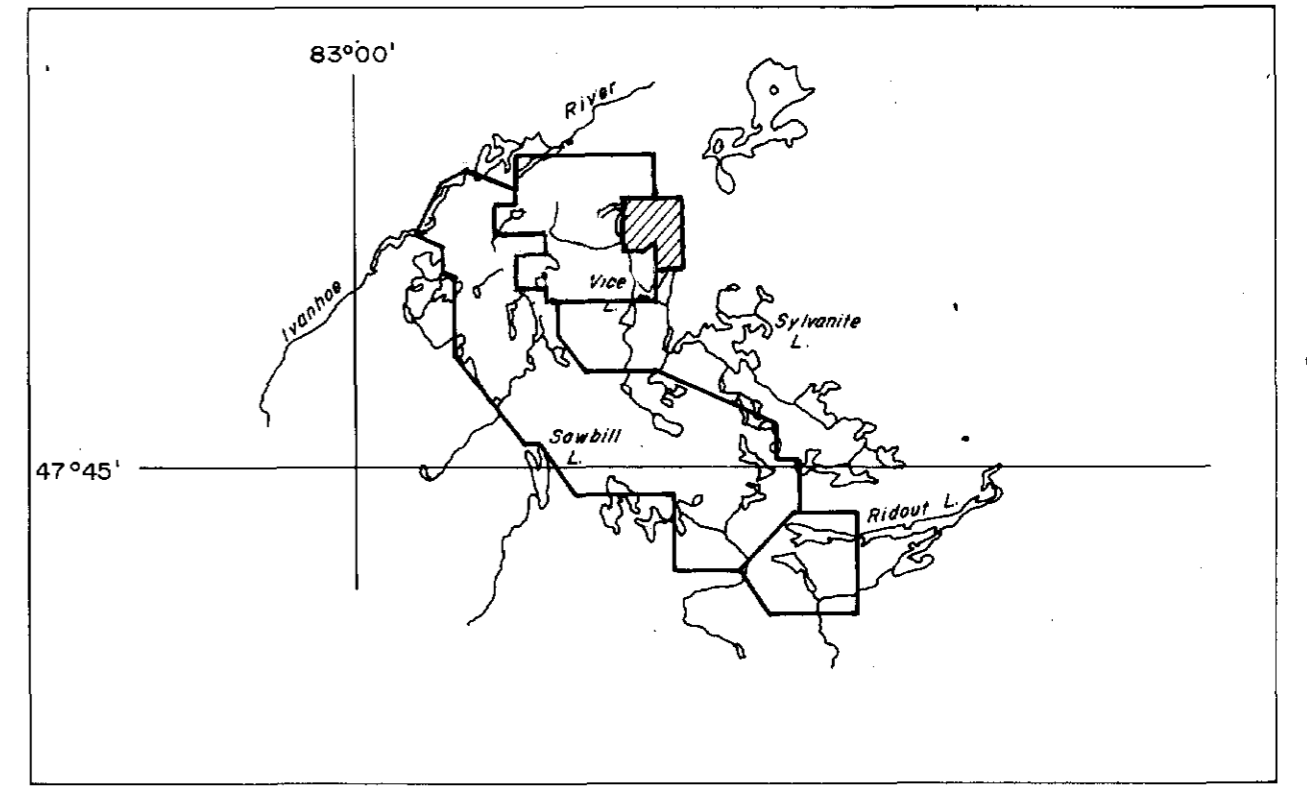 83°00'
River
Ivanhoe
Vice
L.
Sylvanite
L.
Sawbill
L.
47°45'
Ridout L.